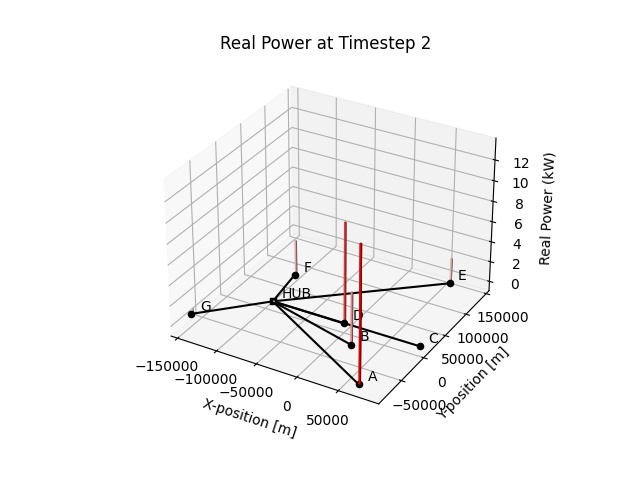 Real Power at Timestep 2
12
10
8
6
4
2
0
Real Power (kW)
F
HUB
E
G
D
B
C
A
150000
100000
50000
0
−50000
Y-position [m]
−150000
−100000
−50000
0
50000
X-position [m]